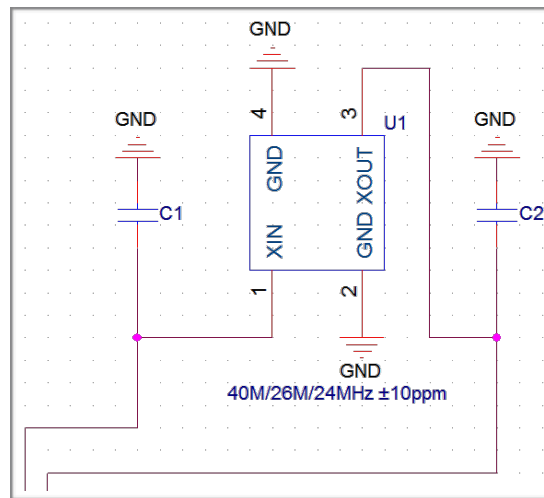 GND
4
3
U1
GND
GND
C1
GND
XOUT
C2
XIN
GND
1
2
GND
40M/26M/24MHz ±10ppm